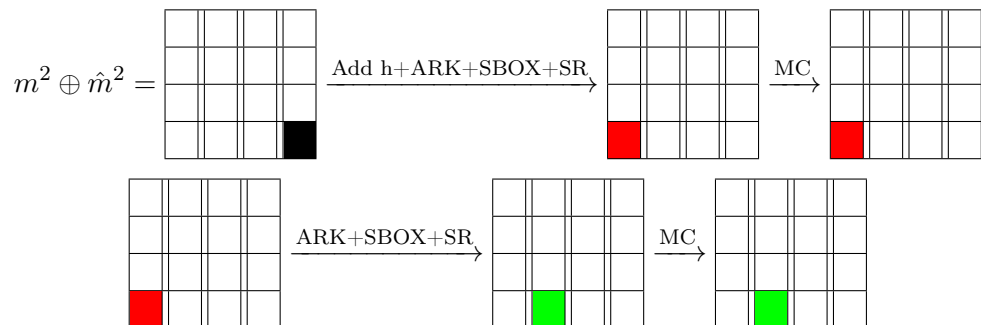 m² ⊕ m̂² = Add h+ARK+SBOX+SR MC
ARK+SBOX+SR MC